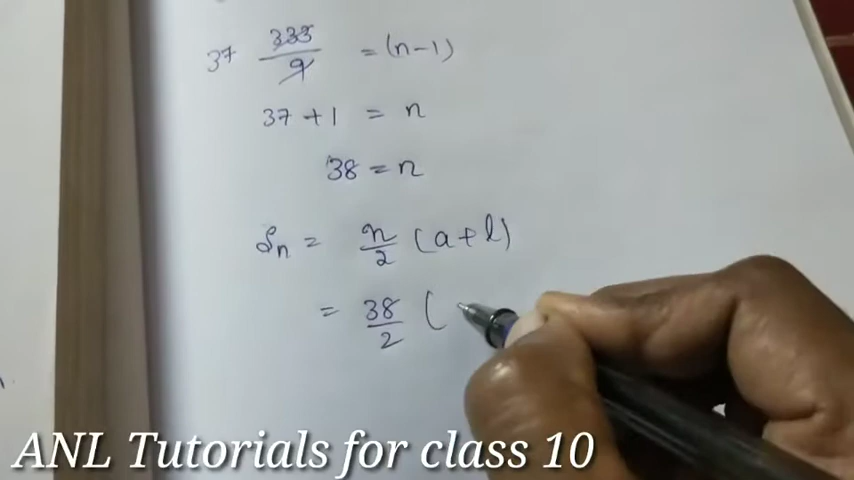 37 333/9 = (n-1)
37 + 1 = n
38 = n
Sn = n/2 (a + l)
= 38/2 (
ANL Tutorials for class 10